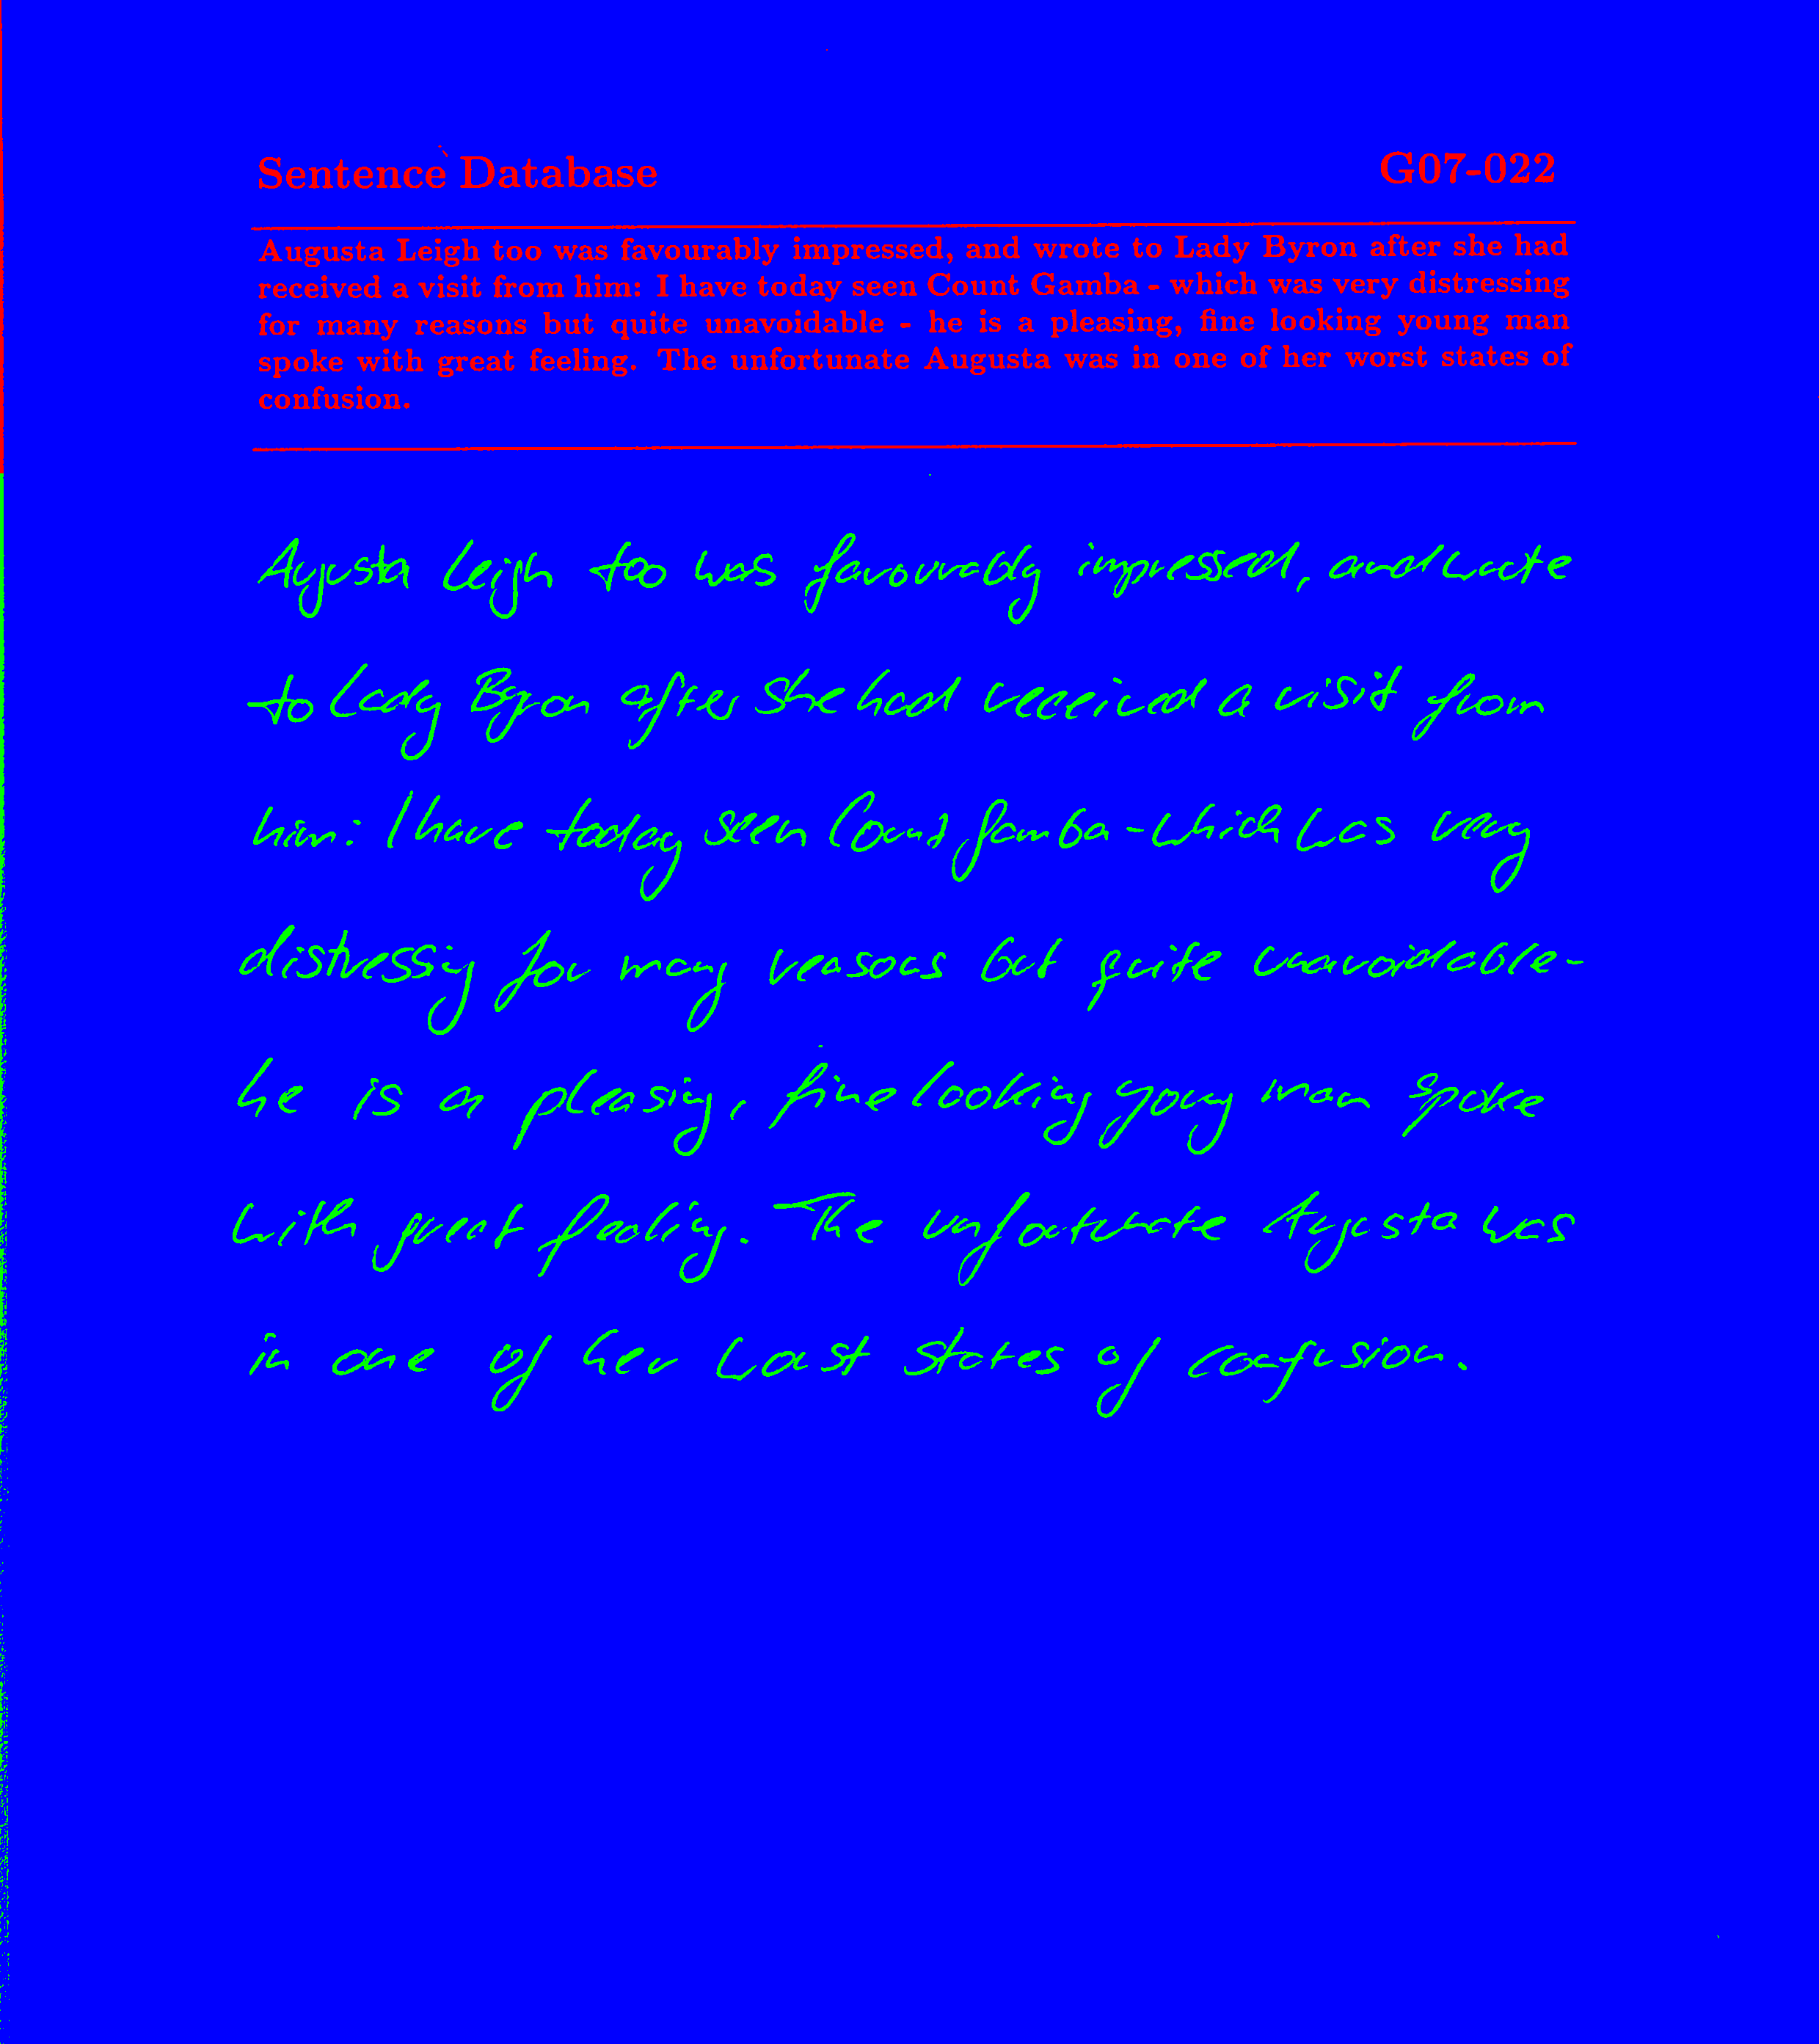 Sentence Database G07-022
Augusta Leigh too was favourably impressed, and wrote to Lady Byron after she had
received a visit from him: I have today seen Count Gamba - which was very distressing
for many reasons but quite unavoidable - he is a pleasing, fine looking young man
spoke with great feeling. The unfortunate Augusta was in one of her worst states of
confusion.
Augusta Leigh too was favourably impressed, and wrote
to Lady Byron after she had received a visit from
him: I have today seen Count Gamba - which was very
distressing for many reasons but quite unavoidable -
he is a pleasing, fine looking young man spoke
with great feeling. The unfortunate Augusta was
in one of her worst states of confusion.